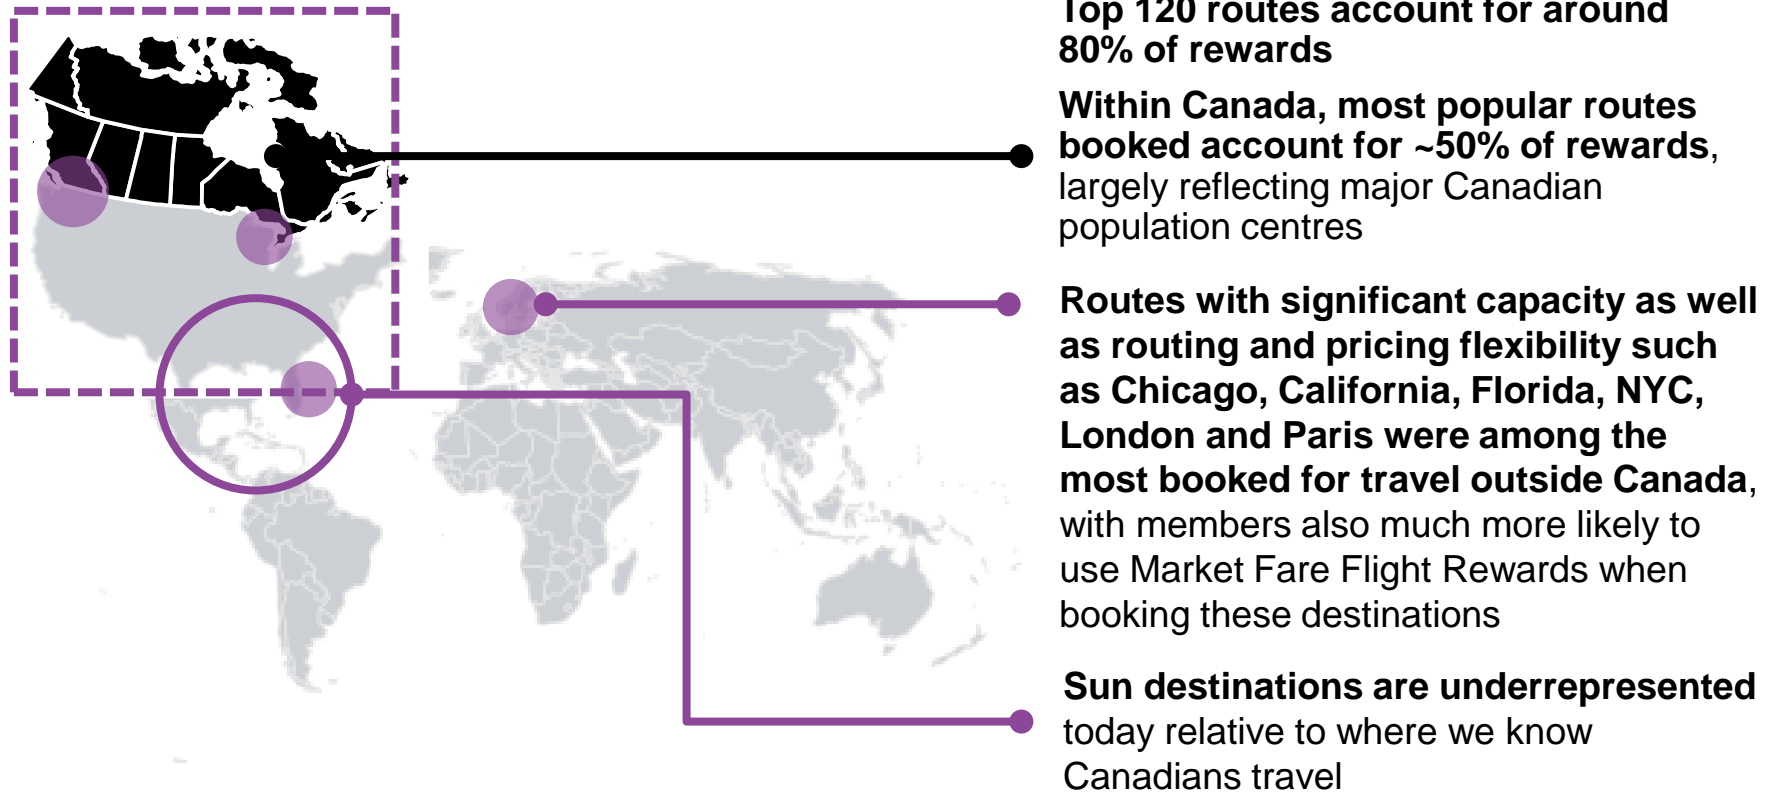 Top 120 routes account for around
80% of rewards
Within Canada, most popular routes
booked account for ~50% of rewards,
largely reflecting major Canadian
population centres
Routes with significant capacity as well
as routing and pricing flexibility such
as Chicago, California, Florida, NYC,
London and Paris were among the
most booked for travel outside Canada,
with members also much more likely to
use Market Fare Flight Rewards when
booking these destinations
Sun destinations are underrepresented
today relative to where we know
Canadians travel